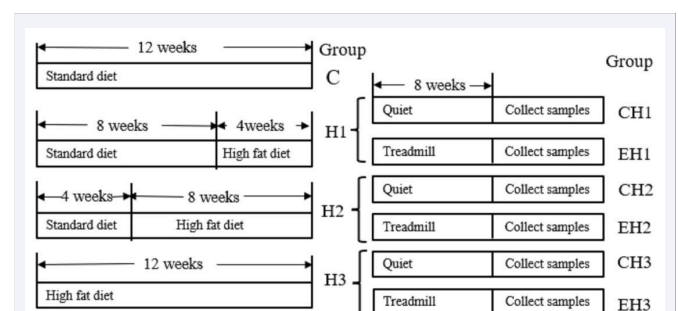 12 weeks
Group
Standard diet
C
Group
8 weeks
Quiet
Collect samples
CH1
8 weeks
4weeks
H1
Standard diet
High fat diet
Treadmill
Collect samples
EH1
4 weeks
8 weeks
Quiet
Collect samples
CH2
H2
Standard diet
High fat diet
Treadmill
Collect samples
EH2
12 weeks
Quiet
Collect samples
CH3
H3
High fat diet
Treadmill
Collect samples
EH3